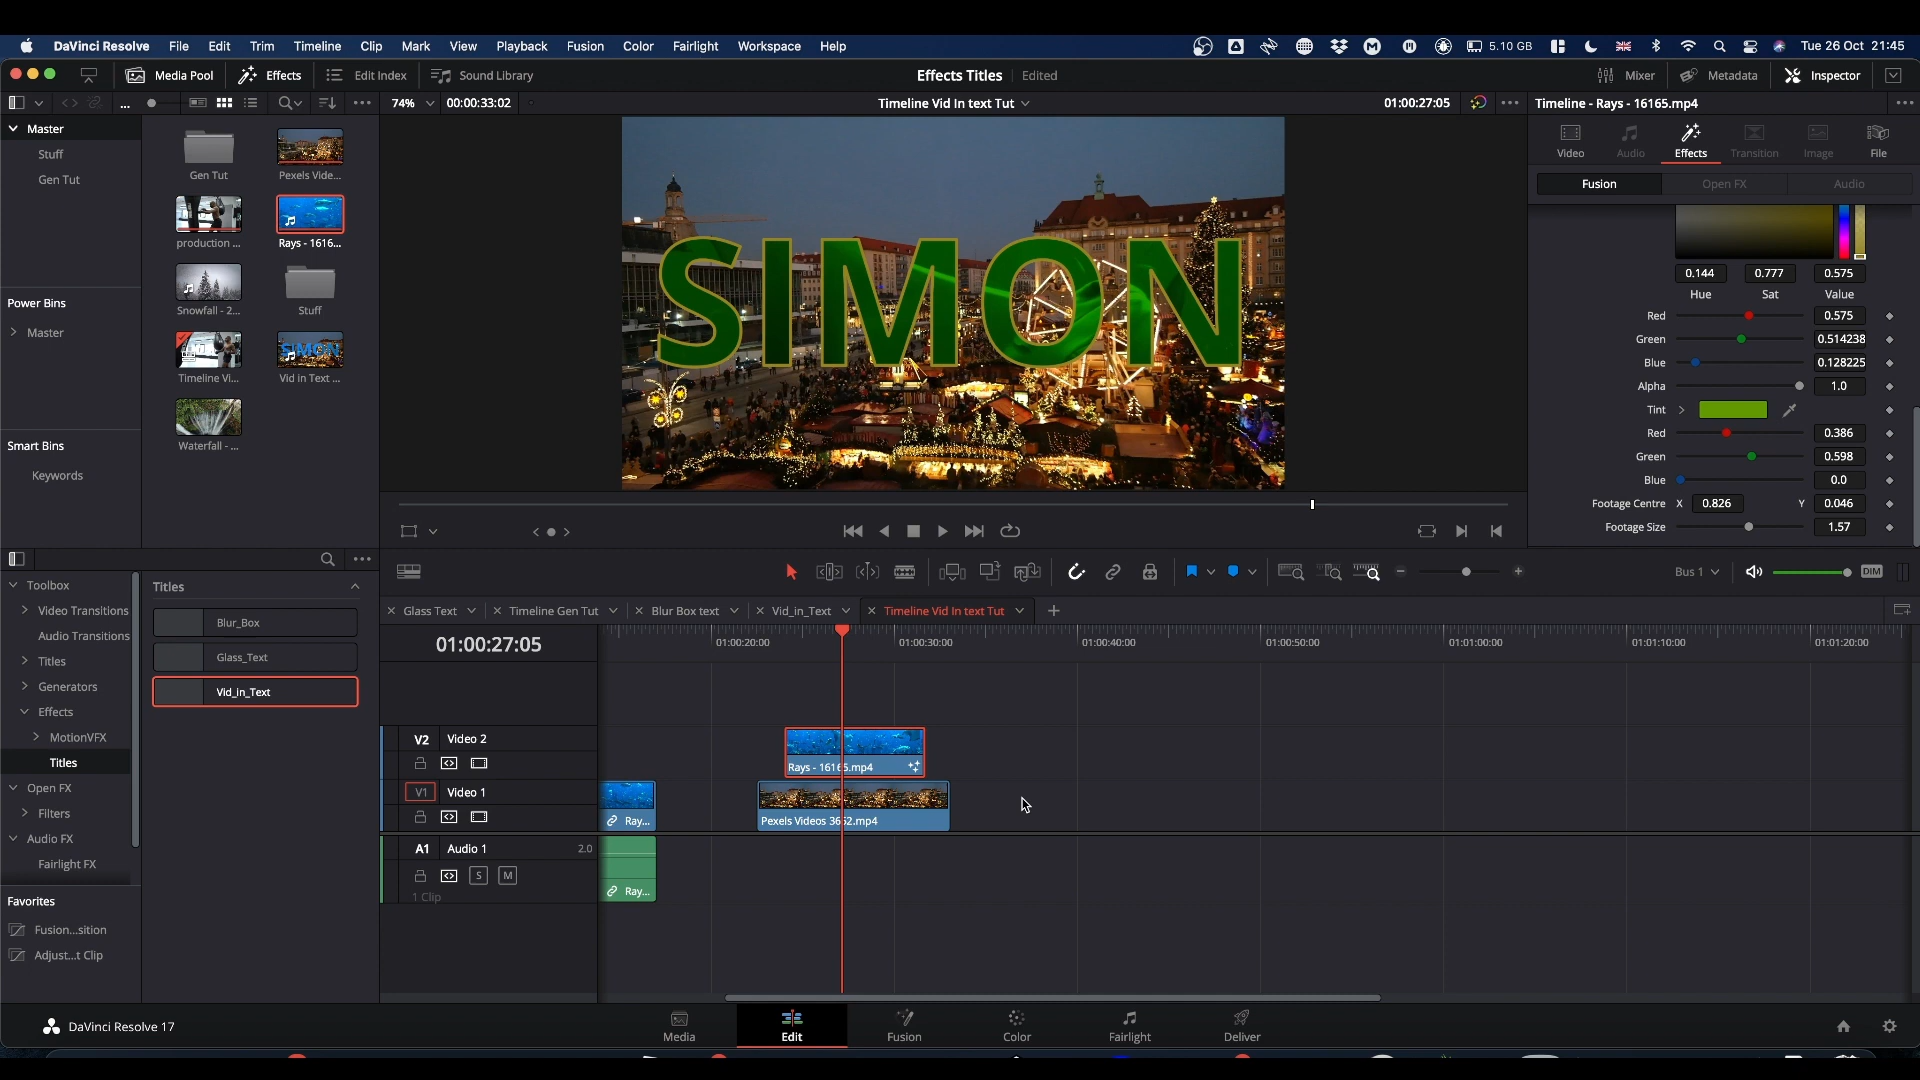 DaVinci Resolve File Edit Trim Timeline Clip Mark View Playback Fusion Color Fairlight Workspace Help 5.10 GB Tue 26 Oct 21:45
Media Pool Effects Edit Index Sound Library Effects Titles Edited Mixer Metadata Inspector
74% 00:00:33:02 Timeline Vid In text Tut 01:00:27:05 Timeline - Rays - 16165.mp4
Master
Stuff
Gen Tut
Power Bins
Master
Smart Bins
Keywords
Gen Tut Pexels Vide...
production ... Rays - 1616...
Snowfall - 2... Stuff
Timeline Vi... Vid in Text ...
Waterfall - ...
SIMON
Video Audio Effects Transition Image File
Fusion Open FX Audio
0.144 0.777 0.575
Hue Sat Value
Red 0.575
Green 0.514238
Blue 0.128225
Alpha 1.0
Tint
Red 0.386
Green 0.598
Blue 0.0
Footage Centre X 0.826 Y 0.046
Footage Size 1.57
Bus 1 DIM
Toolbox
Video Transitions
Audio Transitions
Titles
Generators
Effects
MotionVFX
Titles
Open FX
Filters
Audio FX
Fairlight FX
Favorites
Fusion...sition
Adjust...t Clip
Titles
Blur_Box
Glass_Text
Vid_in_Text
Glass Text Timeline Gen Tut Blur Box text Vid_in_Text Timeline Vid In text Tut
01:00:27:05 01:00:20:00 01:00:30:00 01:00:40:00 01:00:50:00 01:01:00:00 01:01:10:00 01:01:20:00
V2 Video 2
Rays - 16165.mp4
V1 Video 1
Ray... Pexels Videos 3662.mp4
A1 Audio 1 2.0
S M
1 Clip
Ray...
DaVinci Resolve 17
Media Edit Fusion Color Fairlight Deliver